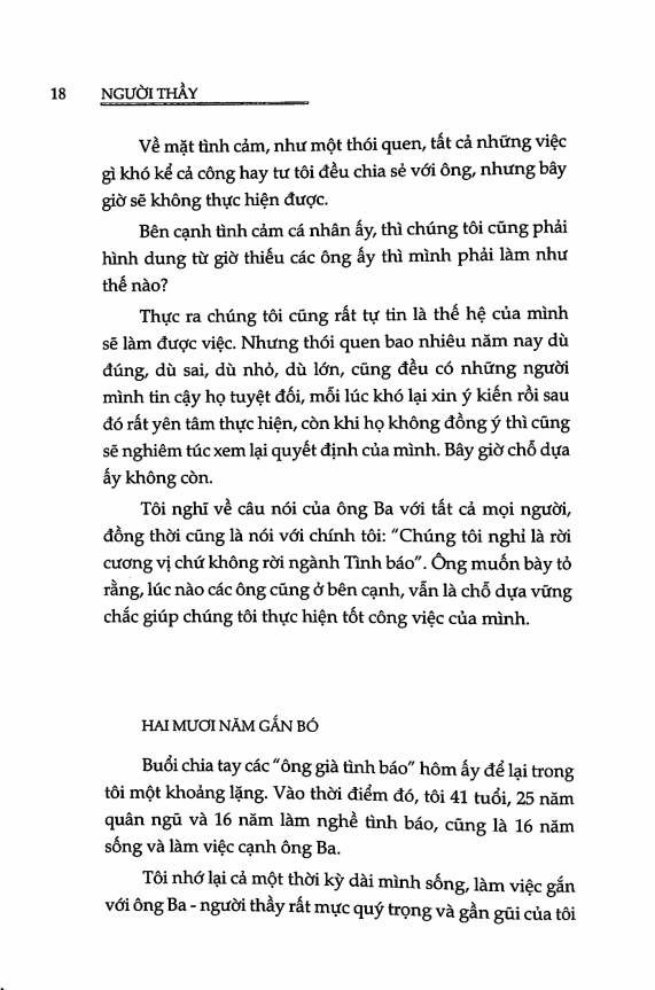 18 NGƯỜI THẦY
Về mặt tình cảm, như một thói quen, tất cả những việc
gì khó kể cả công hay tư tôi đều chia sẻ với ông, nhưng bây
giờ sẽ không thực hiện được.
Bên cạnh tình cảm cá nhân ấy, thì chúng tôi cũng phải
hình dung từ giờ thiếu các ông ấy thì mình phải làm như
thế nào?
Thực ra chúng tôi cũng rất tự tin là thế hệ của mình
sẽ làm được việc. Nhưng thói quen bao nhiêu năm nay dù
đúng, dù sai, dù nhỏ, dù lớn, cũng đều có những người
mình tin cậy họ tuyệt đối, mỗi lúc khó lại xin ý kiến rồi sau
đó rất yên tâm thực hiện, còn khi họ không đồng ý thì cũng
sẽ nghiêm túc xem lại quyết định của mình. Bây giờ chỗ dựa
ấy không còn.
Tôi nghĩ về câu nói của ông Ba với tất cả mọi người,
đồng thời cũng là nói với chính tôi: “Chúng tôi nghỉ là rời
cương vị chứ không rời ngành Tình báo”. Ông muốn bày tỏ
rằng, lúc nào các ông cũng ở bên cạnh, vẫn là chỗ dựa vững
chắc giúp chúng tôi thực hiện tốt công việc của mình.
HAI MƯƠI NĂM GẮN BÓ
Buổi chia tay các “ông già tình báo” hôm ấy để lại trong
tôi một khoảng lặng. Vào thời điểm đó, tôi 41 tuổi, 25 năm
quân ngũ và 16 năm làm nghề tình báo, cũng là 16 năm
sống và làm việc cạnh ông Ba.
Tôi nhớ lại cả một thời kỳ dài mình sống, làm việc gắn
với ông Ba - người thầy rất mực quý trọng và gần gũi của tôi